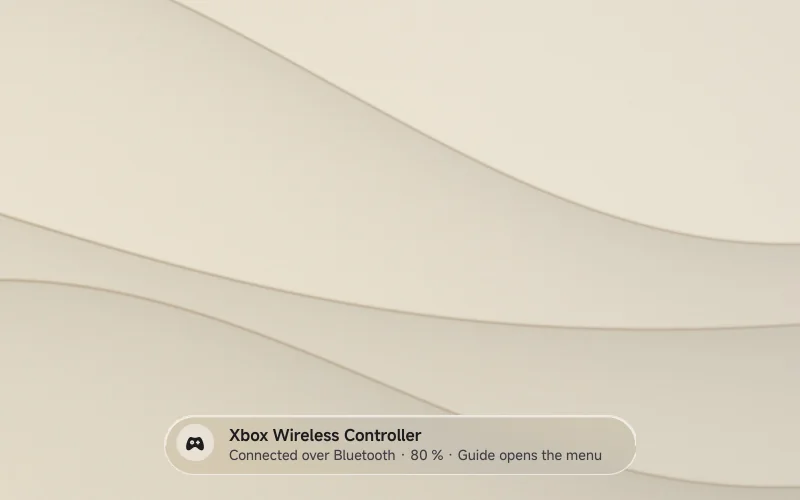 Xbox Wireless Controller
Connected over Bluetooth · 80 % · Guide opens the menu